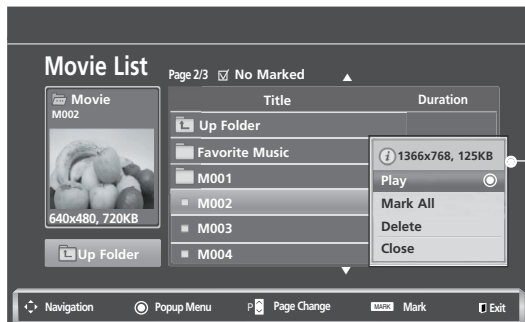 Movie List
Page 2/3 No Marked
Movie
M002
640x480, 720KB
Up Folder
Title Duration
Up Folder
Favorite Music
M001
M002
M003
M004
1366x768, 125KB
Play
Mark All
Delete
Close
Navigation Popup Menu P Page Change MARK Mark Exit